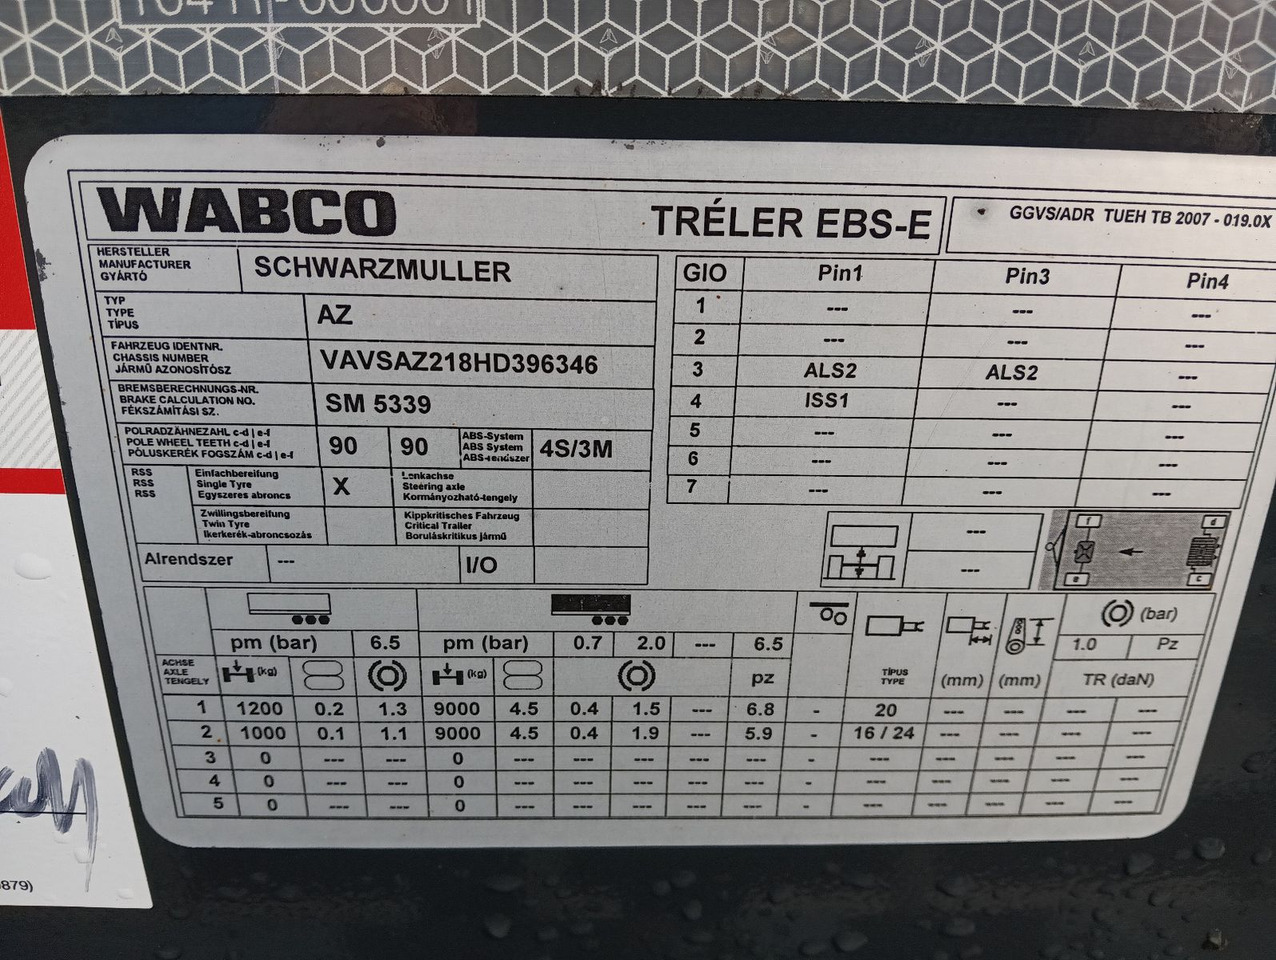 WABCO
TRÉLER EBS-E
GGVS/ADR TUEH TB 2007 - 019.0X
HERSTELLER
MANUFACTURER
GYÁRTÓ
SCHWARZMULLER
TYP
TYPE
TÍPUS
AZ
FAHRZEUG IDENTNR.
CHASSIS NUMBER
JÁRMŰ AZONOSÍTÓSZ
VAVSAZ218HD396346
BREMSBERECHNUNGS-NR.
BRAKE CALCULATION NO.
FÉKSZÁMÍTÁSI SZ.
SM 5339
POLRADZÄHNEZAHL c-d | e-f
POLE WHEEL TEETH c-d | e-f
PÓLUSKERÉK FOGSZÁM c-d | e-f
90 90
ABS-System
ABS System
ABS-rendszer
4S/3M
RSS
RSS
RSS
Einfachbereifung
Single Tyre
Egyszeres abroncs
X
Lenkachse
Steering axle
Kormányozható-tengely
Zwillingsbereifung
Twin Tyre
Ikerkerék-abroncsozás
Kippkritisches Fahrzeug
Critical Trailer
Boruláskritikus jármű
Alrendszer --- I/O
GIO Pin1 Pin3 Pin4
1 --- --- ---
2 --- --- ---
3 ALS2 ALS2 ---
4 ISS1 --- ---
5 --- --- ---
6 --- --- ---
7 --- --- ---
---
---
f d
e c
pm (bar) 6.5 pm (bar) 0.7 2.0 --- 6.5
(bar)
1.0 Pz
ACHSE
AXLE
TENGELY
(kg) (kg) pz
TÍPUS
TYPE
(mm) (mm) TR (daN)
1 1200 0.2 1.3 9000 4.5 0.4 1.5 --- 6.8 - 20 --- --- --- ---
2 1000 0.1 1.1 9000 4.5 0.4 1.9 --- 5.9 - 16 / 24 --- --- --- ---
3 0 --- --- 0 --- --- --- --- --- - --- --- --- --- ---
4 0 --- --- 0 --- --- --- --- --- - --- --- --- --- ---
5 0 --- --- 0 --- --- --- --- --- - --- --- --- --- ---
879)